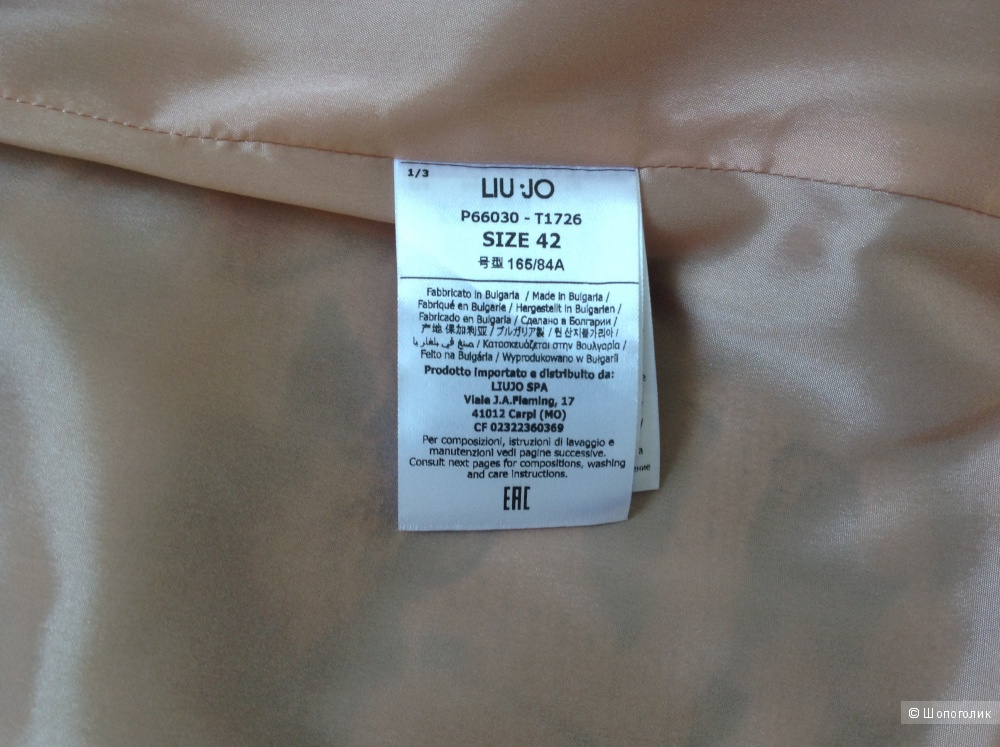 1/3
LIU·JO
P66030 - T1726
SIZE 42
号型 165/84A
Fabbricato in Bulgaria / Made in Bulgaria /
Fabriqué en Bulgarie / Hergestellt in Bulgarien /
Fabricado en Bulgaria / Сделано в Болгарии /
产地 保加利亚 / ブルガリア製 / 원산지불가리아 /
صنع في بلغاريا / Κατασκευάζεται στην Βουλγαρία /
Feito na Bulgária / Wyprodukowano w Bułgarii
Prodotto importato e distribuito da:
LIUJO SPA
Viale J.A.Fleming, 17
41012 Carpi (MO)
CF 02322360369
Per composizioni, istruzioni di lavaggio e
manutenzioni vedi pagine successive.
Consult next pages for compositions, washing
and care instructions.
EAC
© Шопоголик